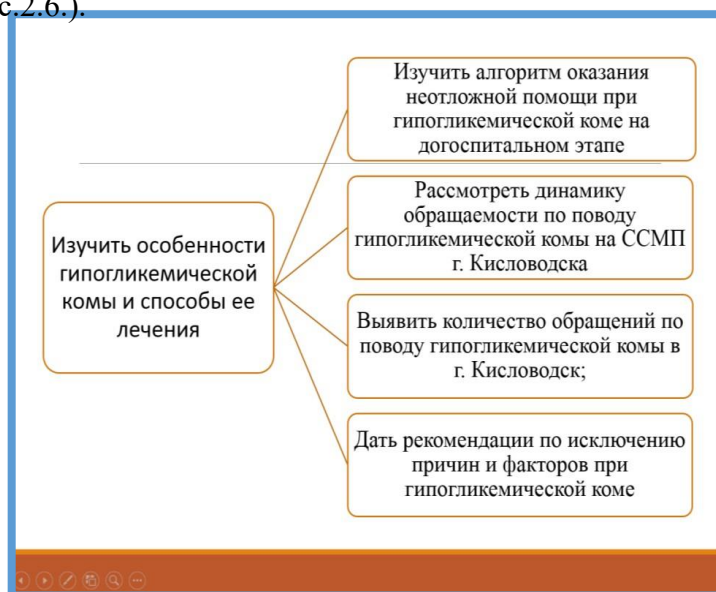 с.2.6.).
Изучить особенности
гипогликемической
комы и способы ее
лечения
Изучить алгоритм оказания
неотложной помощи при
гипогликемической коме на
догоспитальном этапе
Рассмотреть динамику
обращаемости по поводу
гипогликемической комы на ССМП
г. Кисловодска
Выявить количество обращений по
поводу гипогликемической комы в
г. Кисловодск;
Дать рекомендации по исключению
причин и факторов при
гипогликемической коме